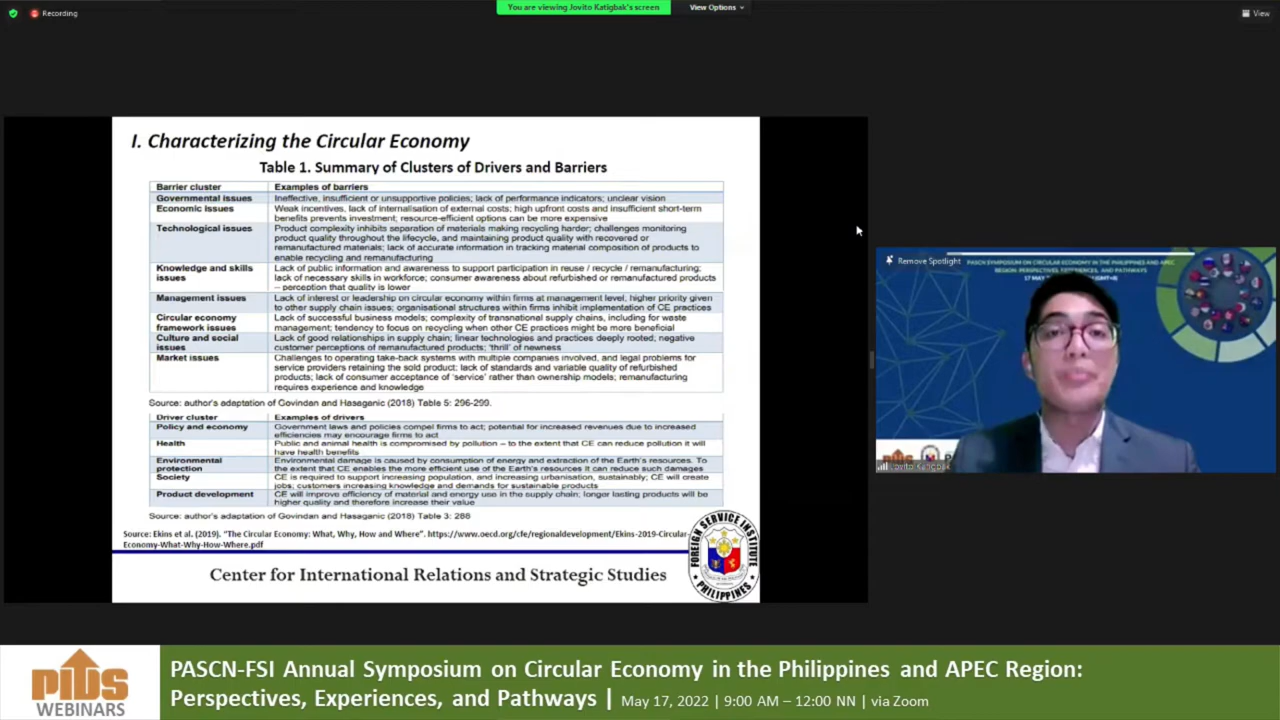 Recording
You are viewing Jovito Katigbak's screen
View Options
View
I. Characterizing the Circular Economy
Table 1. Summary of Clusters of Drivers and Barriers
Barrier cluster Examples of barriers
Governmental issues Ineffective, insufficient or unsupportive policies; lack of performance indicators; unclear vision
Economic issues Weak incentives, lack of internalisation of external costs; high upfront costs and insufficient short-term
benefits prevents investment; resource-efficient options can be more expensive
Technological issues Product complexity inhibits separation of materials making recycling harder; challenges monitoring
product quality throughout the lifecycle, and maintaining product quality with recovered or
remanufactured materials; lack of accurate information in tracking material composition of products to
enable recycling and remanufacturing
Knowledge and skills Lack of public information and awareness to support participation in reuse / recycle / remanufacturing;
issues lack of necessary skills in workforce; consumer awareness about refurbished or remanufactured products
– perception that quality is lower
Management issues Lack of interest or leadership on circular economy within firms at management level; higher priority given
to other supply chain issues; organisational structures within firms inhibit implementation of CE practices
Circular economy Lack of successful business models; complexity of transnational supply chains, including for waste
framework issues management; tendency to focus on recycling when other CE practices might be more beneficial
Culture and social Lack of good relationships in supply chain; linear technologies and practices deeply rooted; negative
issues customer perceptions of remanufactured products; 'thrill' of newness
Market issues Challenges to operating take-back systems with multiple companies involved, and legal problems for
service providers retaining the sold product; lack of standards and variable quality of refurbished
products; lack of consumer acceptance of 'service' rather than ownership models; remanufacturing
requires experience and knowledge
Source: author's adaptation of Govindan and Hasaganic (2018) Table 5: 296-299.
Driver cluster Examples of drivers
Policy and economy Government laws and policies compel firms to act; potential for increased revenues due to increased
efficiencies may encourage firms to act
Health Public and animal health is compromised by pollution – to the extent that CE can reduce pollution it will
have health benefits
Environmental Environmental damage is caused by consumption of energy and extraction of the Earth's resources. To
protection the extent that CE enables the more efficient use of the Earth's resources it can reduce such damages
Society CE is required to support increasing population, and increasing urbanisation, sustainably; CE will create
jobs; customers increasing knowledge and demands for sustainable products
Product development CE will improve efficiency of material and energy use in the supply chain; longer lasting products will be
higher quality and therefore increase their value
Source: author's adaptation of Govindan and Hasaganic (2018) Table 3: 288
Source: Ekins et al. (2019). "The Circular Economy: What, Why, How and Where". https://www.oecd.org/cfe/regionaldevelopment/Ekins-2019-Circular-
Economy-What-Why-How-Where.pdf
Center for International Relations and Strategic Studies
FOREIGN SERVICE INSTITUTE
PHILIPPINES
Remove Spotlight
PASCN SYMPOSIUM ON CIRCULAR ECONOMY IN THE PHILIPPINES AND APEC
REGION: PERSPECTIVES, EXPERIENCES, AND PATHWAYS
Jovito Katigbak
pids
WEBINARS
PASCN-FSI Annual Symposium on Circular Economy in the Philippines and APEC Region:
Perspectives, Experiences, and Pathways | May 17, 2022 | 9:00 AM – 12:00 NN | via Zoom